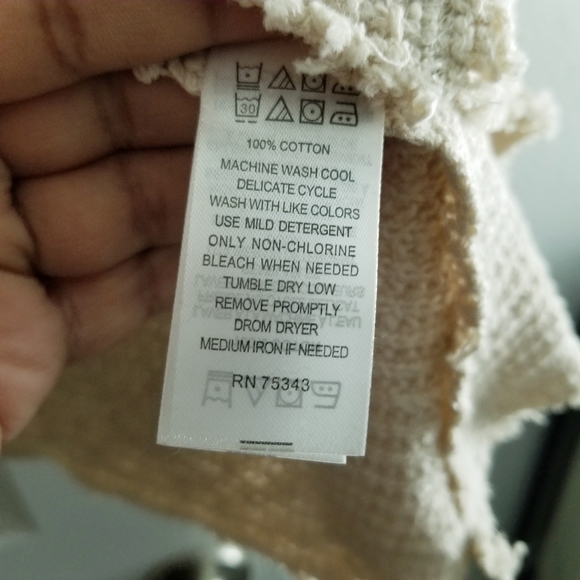 30
100% COTTON
MACHINE WASH COOL
DELICATE CYCLE
WASH WITH LIKE COLORS
USE MILD DETERGENT
ONLY NON-CHLORINE
BLEACH WHEN NEEDED
TUMBLE DRY LOW
REMOVE PROMPTLY
DROM DRYER
MEDIUM IRON IF NEEDED
RN 75343